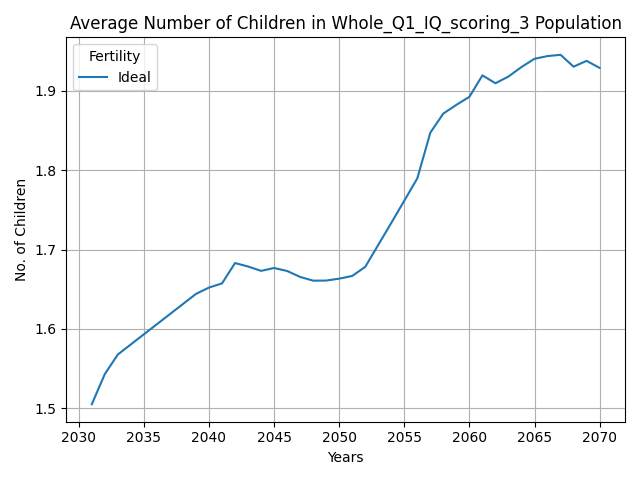 Average Number of Children in Whole_Q1_IQ_scoring_3 Population
Fertility
Ideal
1.9
1.8
1.7
1.6
1.5
No. of Children
2030 2035 2040 2045 2050 2055 2060 2065 2070
Years